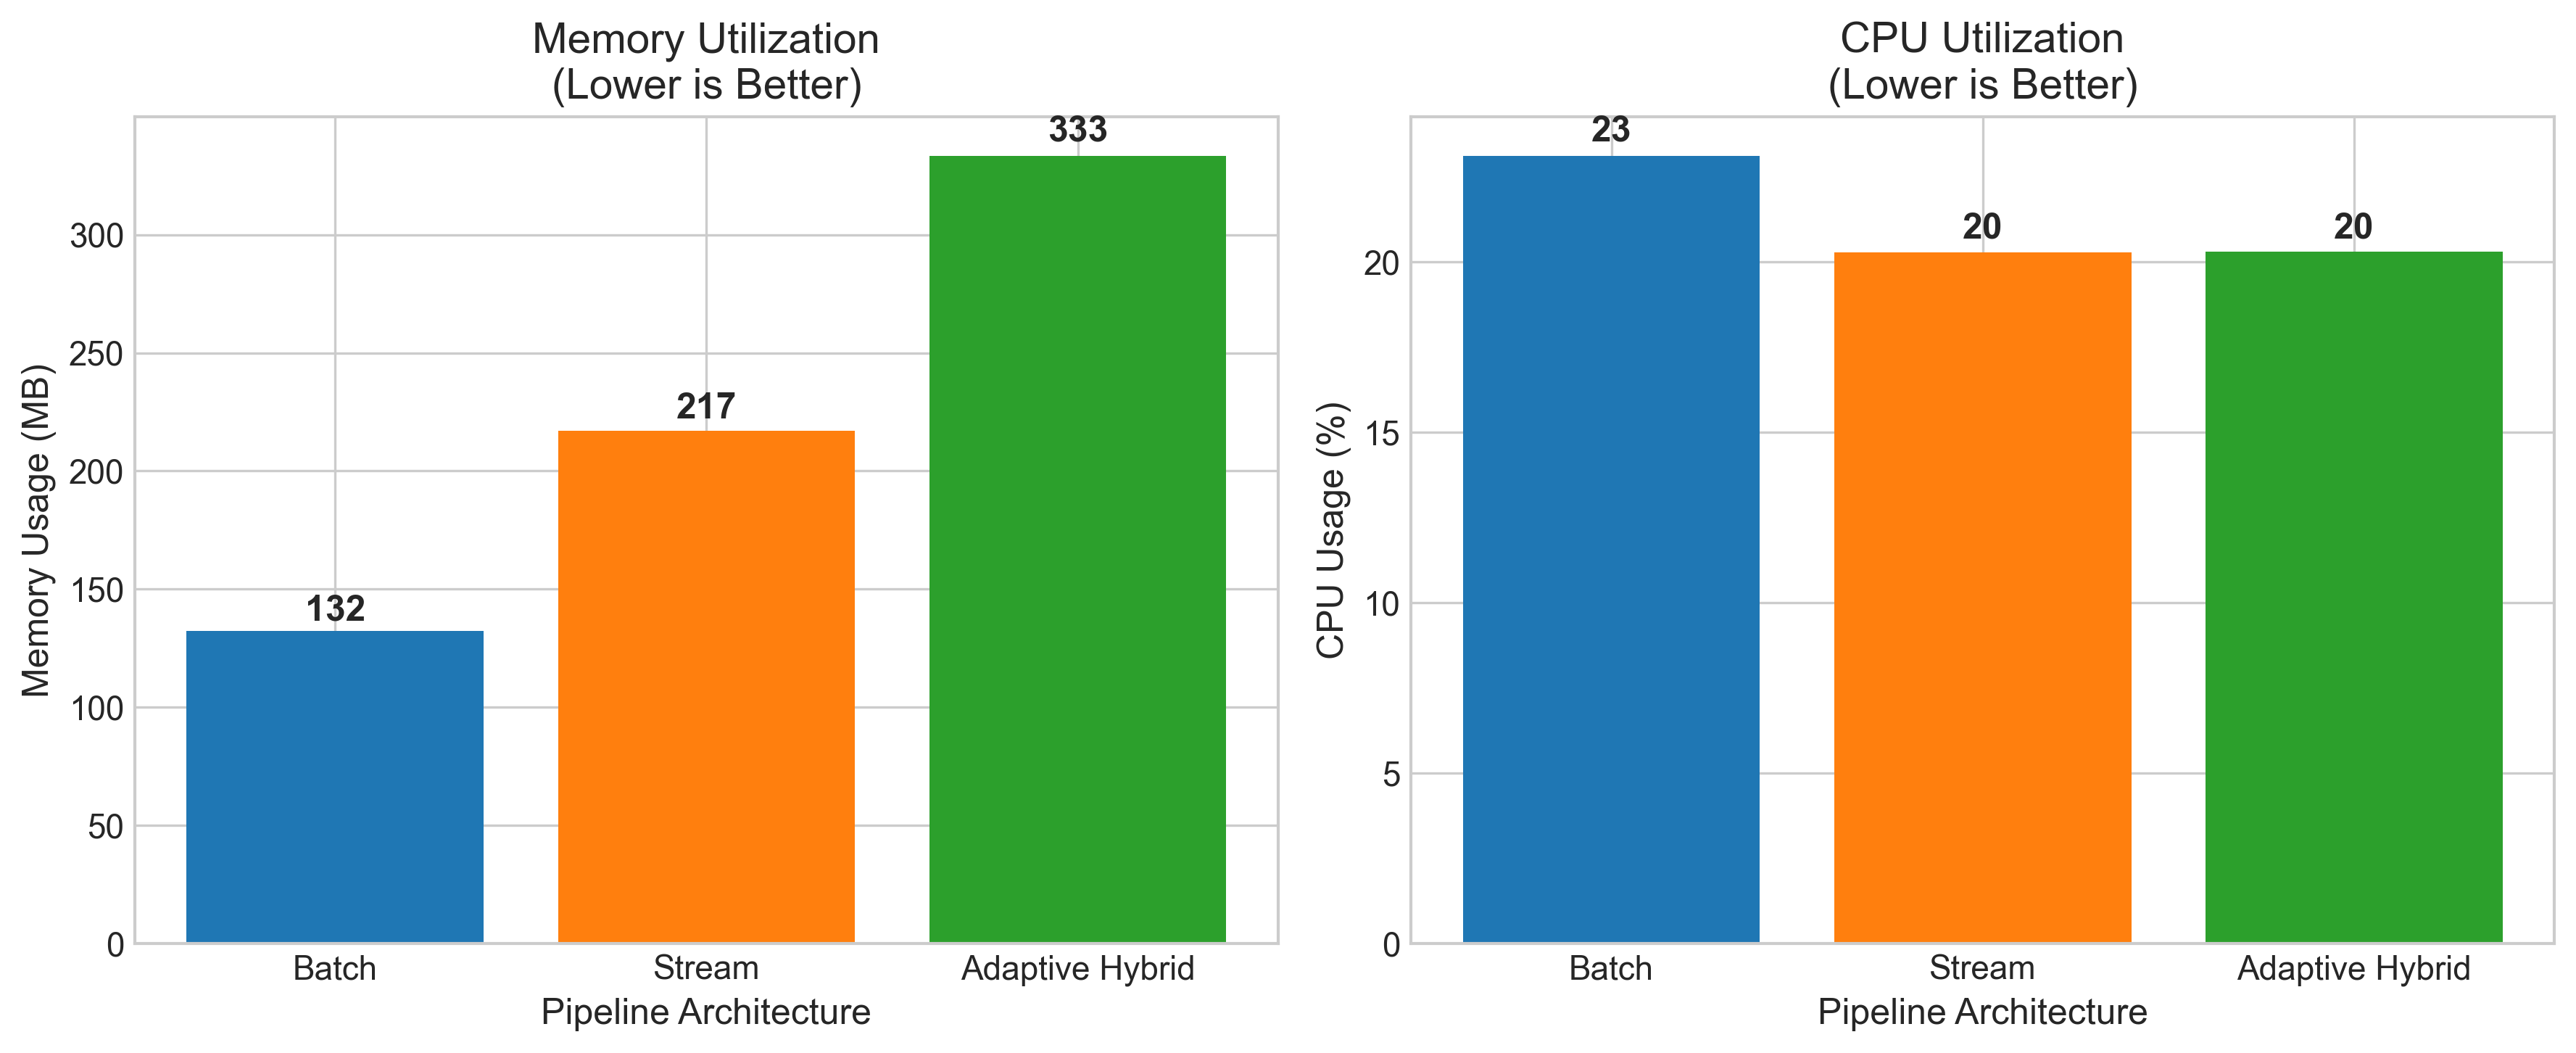 Memory Utilization
(Lower is Better)
333
300
250
217
200
150
132
100
50
0
Memory Usage (MB)
Batch
Stream
Adaptive Hybrid
Pipeline Architecture
CPU Utilization
(Lower is Better)
23
20
20
20
15
10
5
0
CPU Usage (%)
Batch
Stream
Adaptive Hybrid
Pipeline Architecture